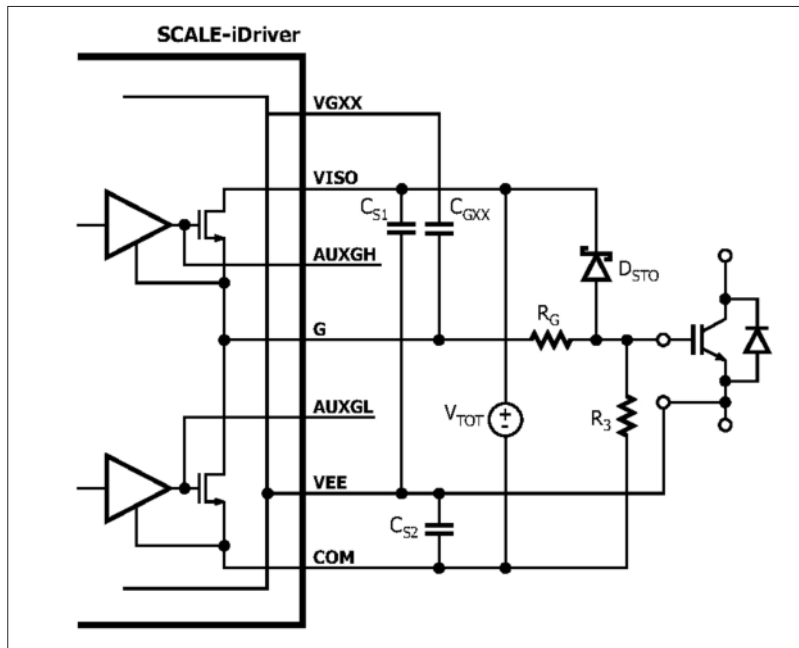 SCALE-iDriver
VGXX
VISO
CS1
CGXX
AUXGH
DSTO
G
RG
AUXGL
VTOT
+
-
R3
VEE
CS2
COM